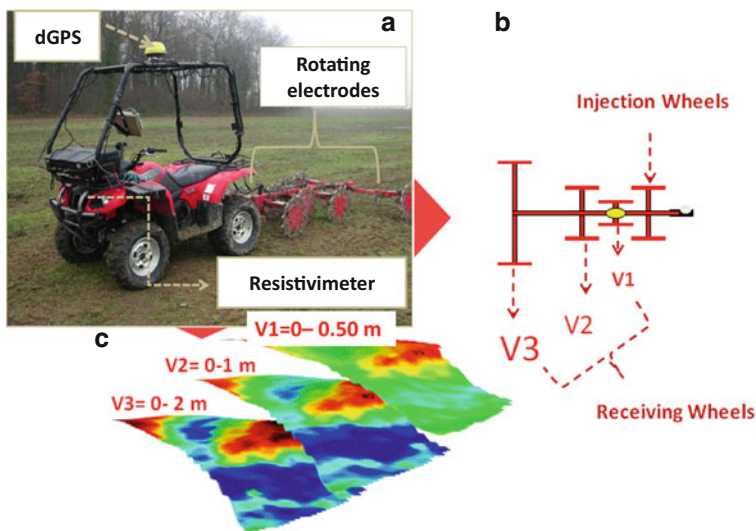 a
dGPS
Rotating
electrodes
Resistivimeter
b
Injection Wheels
V1
V2
V3
Receiving Wheels
c
V1=0– 0.50 m
V2= 0-1 m
V3= 0- 2 m